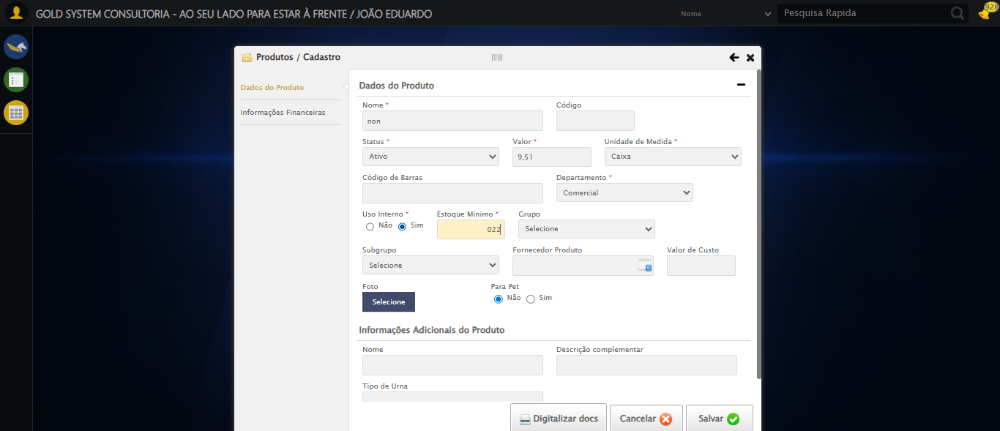 GOLD SYSTEM CONSULTORIA - AO SEU LADO PARA ESTAR À FRENTE / JOÃO EDUARDO
Nome
Pesquisa Rapida
928
Produtos / Cadastro
Dados do Produto
Informações Financeiras
Dados do Produto
Nome *
Código
non
Status *
Valor *
Unidade de Medida *
Ativo
9,51
Caixa
Código de Barras
Departamento *
Comercial
Uso Interno *
Estoque Minimo *
Grupo
Não
Sim
022
Selecione
Subgrupo
Fornecedor Produto
Valor de Custo
Selecione
Foto
Para Pet
Selecione
Não
Sim
Informações Adicionais do Produto
Nome
Descrição complementar
Tipo de Urna
Digitalizar docs
Cancelar
Salvar